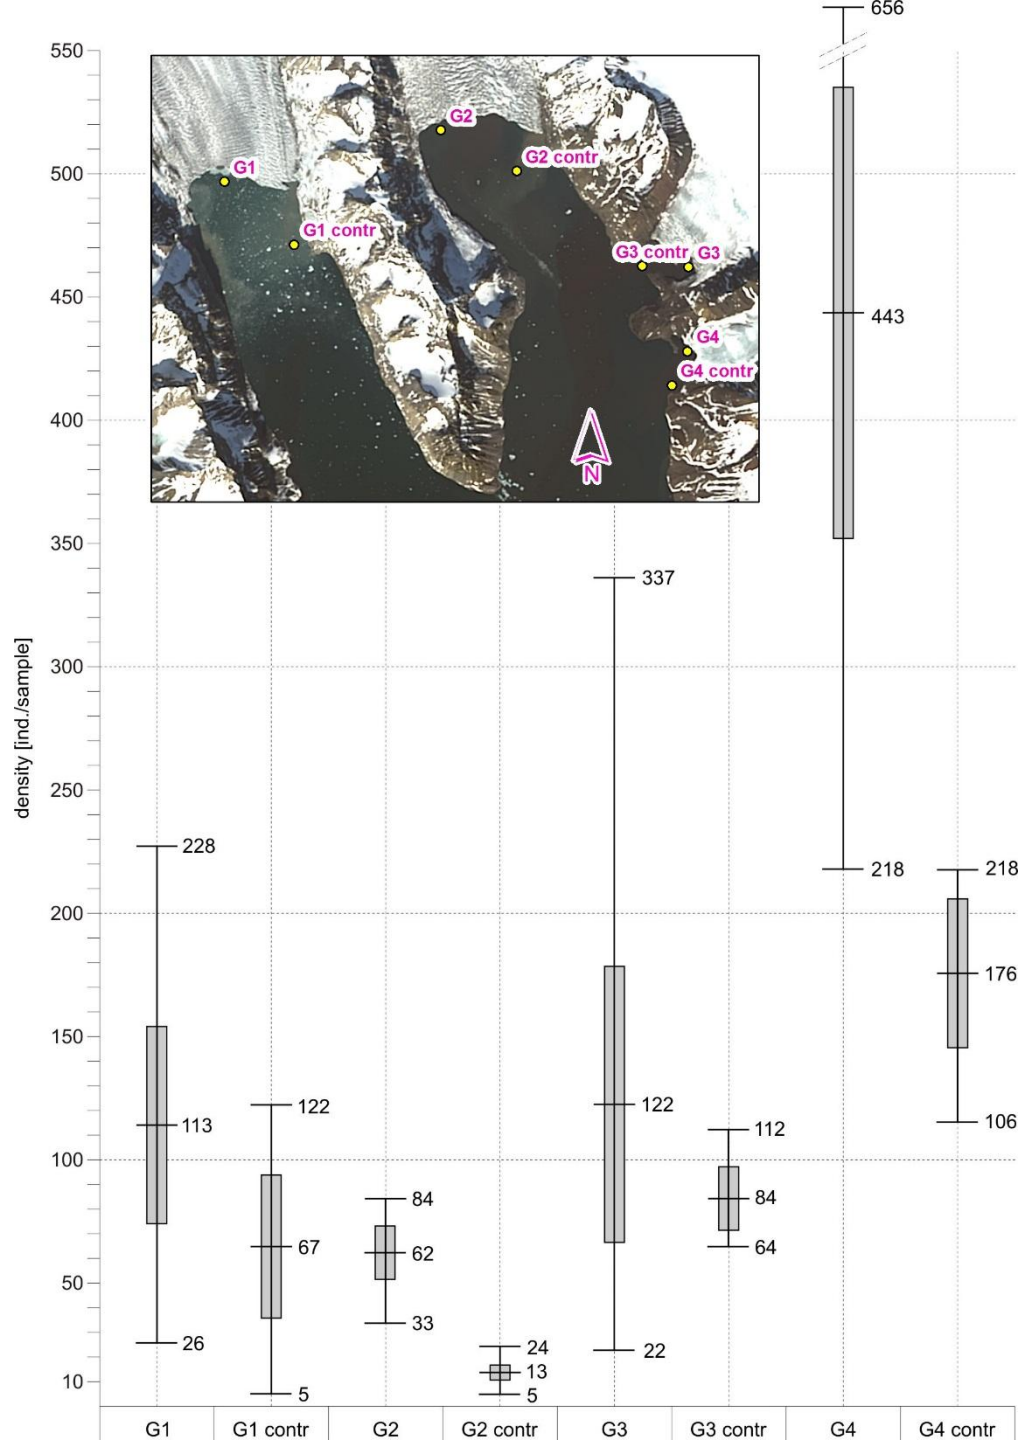 density [ind./sample]
550
500
450
400
350
300
250
200
150
100
50
10
G1
G1 contr
G2
G2 contr
G3 contr
G3
G4
G4 contr
N
228
113
26
122
67
5
84
62
33
24
13
5
337
122
22
112
84
64
656
443
218
218
176
106
G1
G1 contr
G2
G2 contr
G3
G3 contr
G4
G4 contr